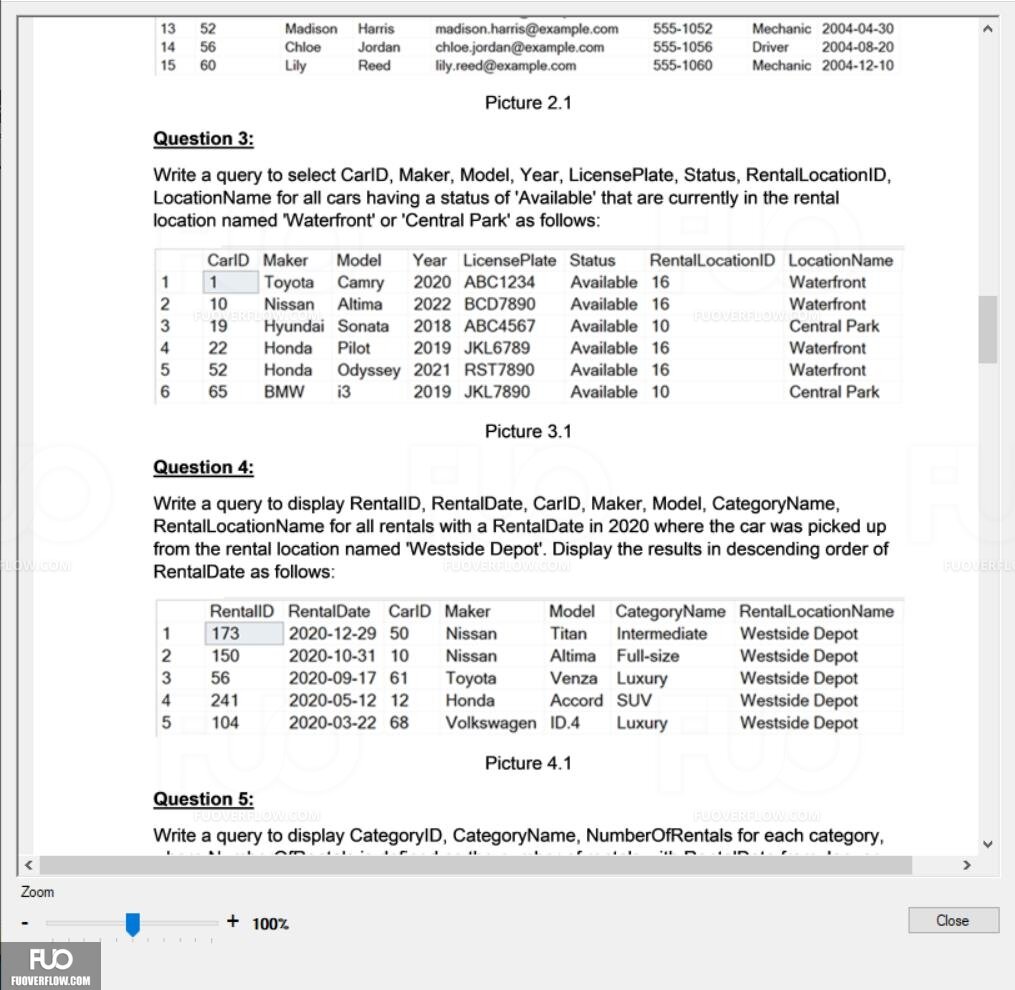 13 52 Madison Harris madison.harris@example.com 555-1052 Mechanic 2004-04-30
14 56 Chloe Jordan chloe.jordan@example.com 555-1056 Driver 2004-08-20
15 60 Lily Reed lily.reed@example.com 555-1060 Mechanic 2004-12-10
Picture 2.1
Question 3:
Write a query to select CarID, Maker, Model, Year, LicensePlate, Status, RentalLocationID,
LocationName for all cars having a status of 'Available' that are currently in the rental
location named 'Waterfront' or 'Central Park' as follows:
CarID Maker Model Year LicensePlate Status RentalLocationID LocationName
1 1 Toyota Camry 2020 ABC1234 Available 16 Waterfront
2 10 Nissan Altima 2022 BCD7890 Available 16 Waterfront
FUOVERFLOW.COM FUOVERFLOW.COM
3 19 Hyundai Sonata 2018 ABC4567 Available 10 Central Park
4 22 Honda Pilot 2019 JKL6789 Available 16 Waterfront
5 52 Honda Odyssey 2021 RST7890 Available 16 Waterfront
6 65 BMW i3 2019 JKL7890 Available 10 Central Park
Picture 3.1
Question 4:
Write a query to display RentalID, RentalDate, CarID, Maker, Model, CategoryName,
RentalLocationName for all rentals with a RentalDate in 2020 where the car was picked up
from the rental location named 'Westside Depot'. Display the results in descending order of
FLOW.COM FUOVERFLOW.COM FUOVERFL
RentalDate as follows:
RentalID RentalDate CarID Maker Model CategoryName RentalLocationName
1 173 2020-12-29 50 Nissan Titan Intermediate Westside Depot
2 150 2020-10-31 10 Nissan Altima Full-size Westside Depot
3 56 2020-09-17 61 Toyota Venza Luxury Westside Depot
4 241 2020-05-12 12 Honda Accord SUV Westside Depot
5 104 2020-03-22 68 Volkswagen ID.4 Luxury Westside Depot
Picture 4.1
Question 5:
FUOVERFLOW.COM FUOVERFLOW.COM
Write a query to display CategoryID, CategoryName, NumberOfRentals for each category,
Zoom
- + 100%
Close
FUO
FUOVERFLOW.COM